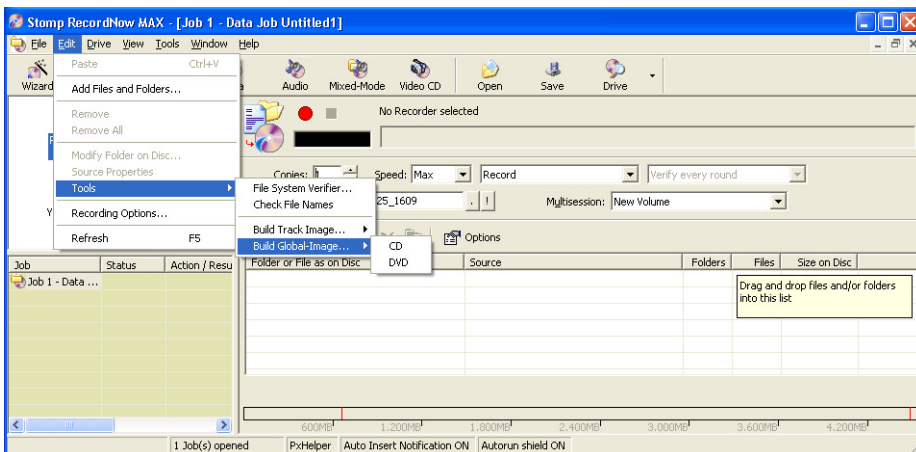 Stomp RecordNow MAX - [Job 1 - Data Job Untitled1]
File Edit Drive View Tools Window Help
Wizard Audio Mixed-Mode Video CD Open Save Drive
Paste Ctrl+V
Add Files and Folders...
Remove
Remove All
Modify Folder on Disc...
Source Properties
Tools
Recording Options...
Refresh F5
File System Verifier...
Check File Names
Build Track Image...
Build Global-Image...
CD
DVD
No Recorder selected
Copies: Speed: Max Record Verify every round
25_1609 . ! Multisession: New Volume
Options
Job Status Action / Resu
Job 1 - Data ...
Folder or File as on Disc Source Folders Files Size on Disc
Drag and drop files and/or folders
into this list
600MB 1.200MB 1.800MB 2.400MB 3.000MB 3.600MB 4.200MB
1 Job(s) opened PxHelper Auto Insert Notification ON Autorun shield ON